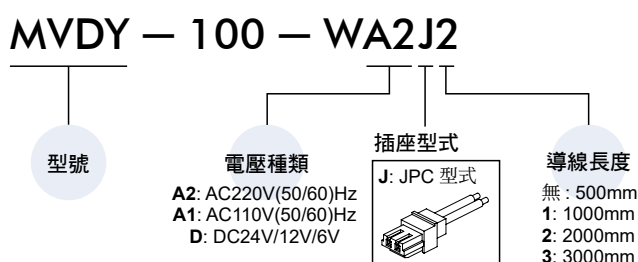 MVDY — 100 — WA2J2
型號
電壓種類
A2: AC220V(50/60)Hz
A1: AC110V(50/60)Hz
D: DC24V/12V/6V
插座型式
J: JPC 型式
導線長度
無 : 500mm
1: 1000mm
2: 2000mm
3: 3000mm